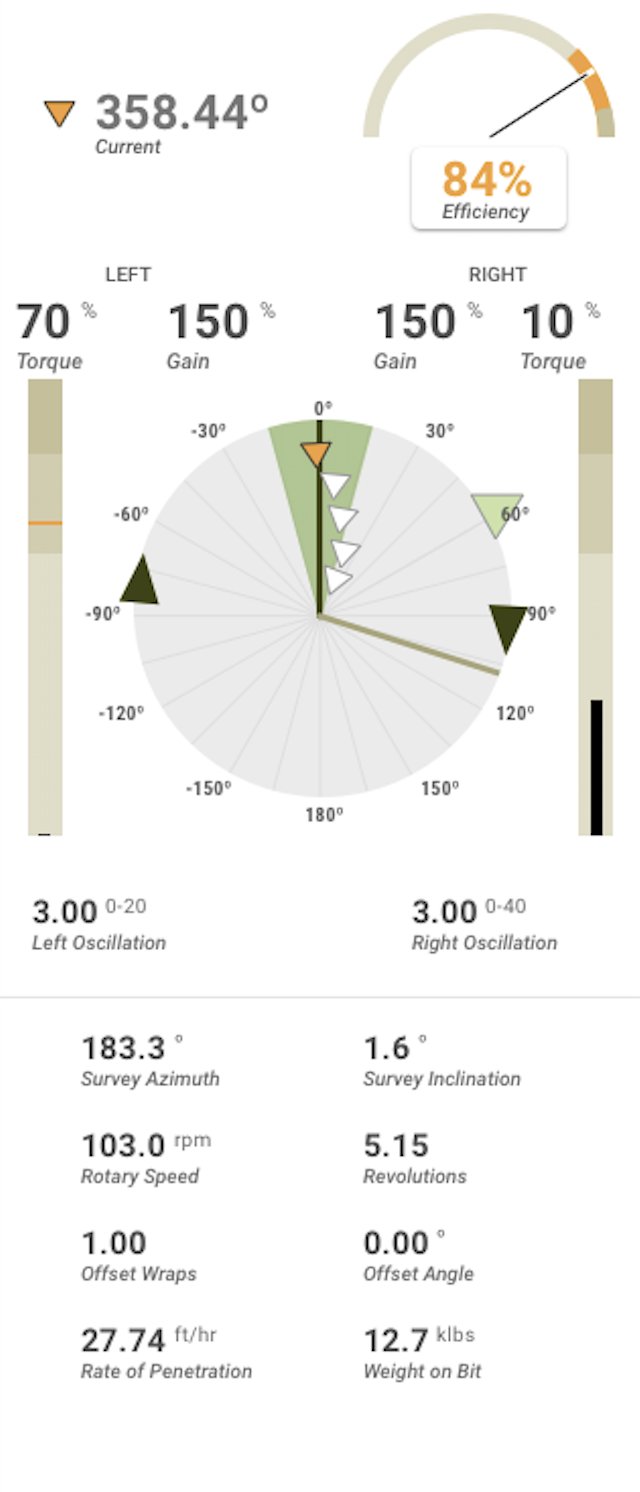 358.44º
Current
84%
Efficiency
LEFT
RIGHT
70 %
Torque
150 %
Gain
150 %
Gain
10 %
Torque
0º
-30º
30º
-60º
60º
-90º
90º
-120º
120º
-150º
150º
180º
3.00 0-20
Left Oscillation
3.00 0-40
Right Oscillation
183.3 º
Survey Azimuth
1.6 º
Survey Inclination
103.0 rpm
Rotary Speed
5.15
Revolutions
1.00
Offset Wraps
0.00 º
Offset Angle
27.74 ft/hr
Rate of Penetration
12.7 klbs
Weight on Bit